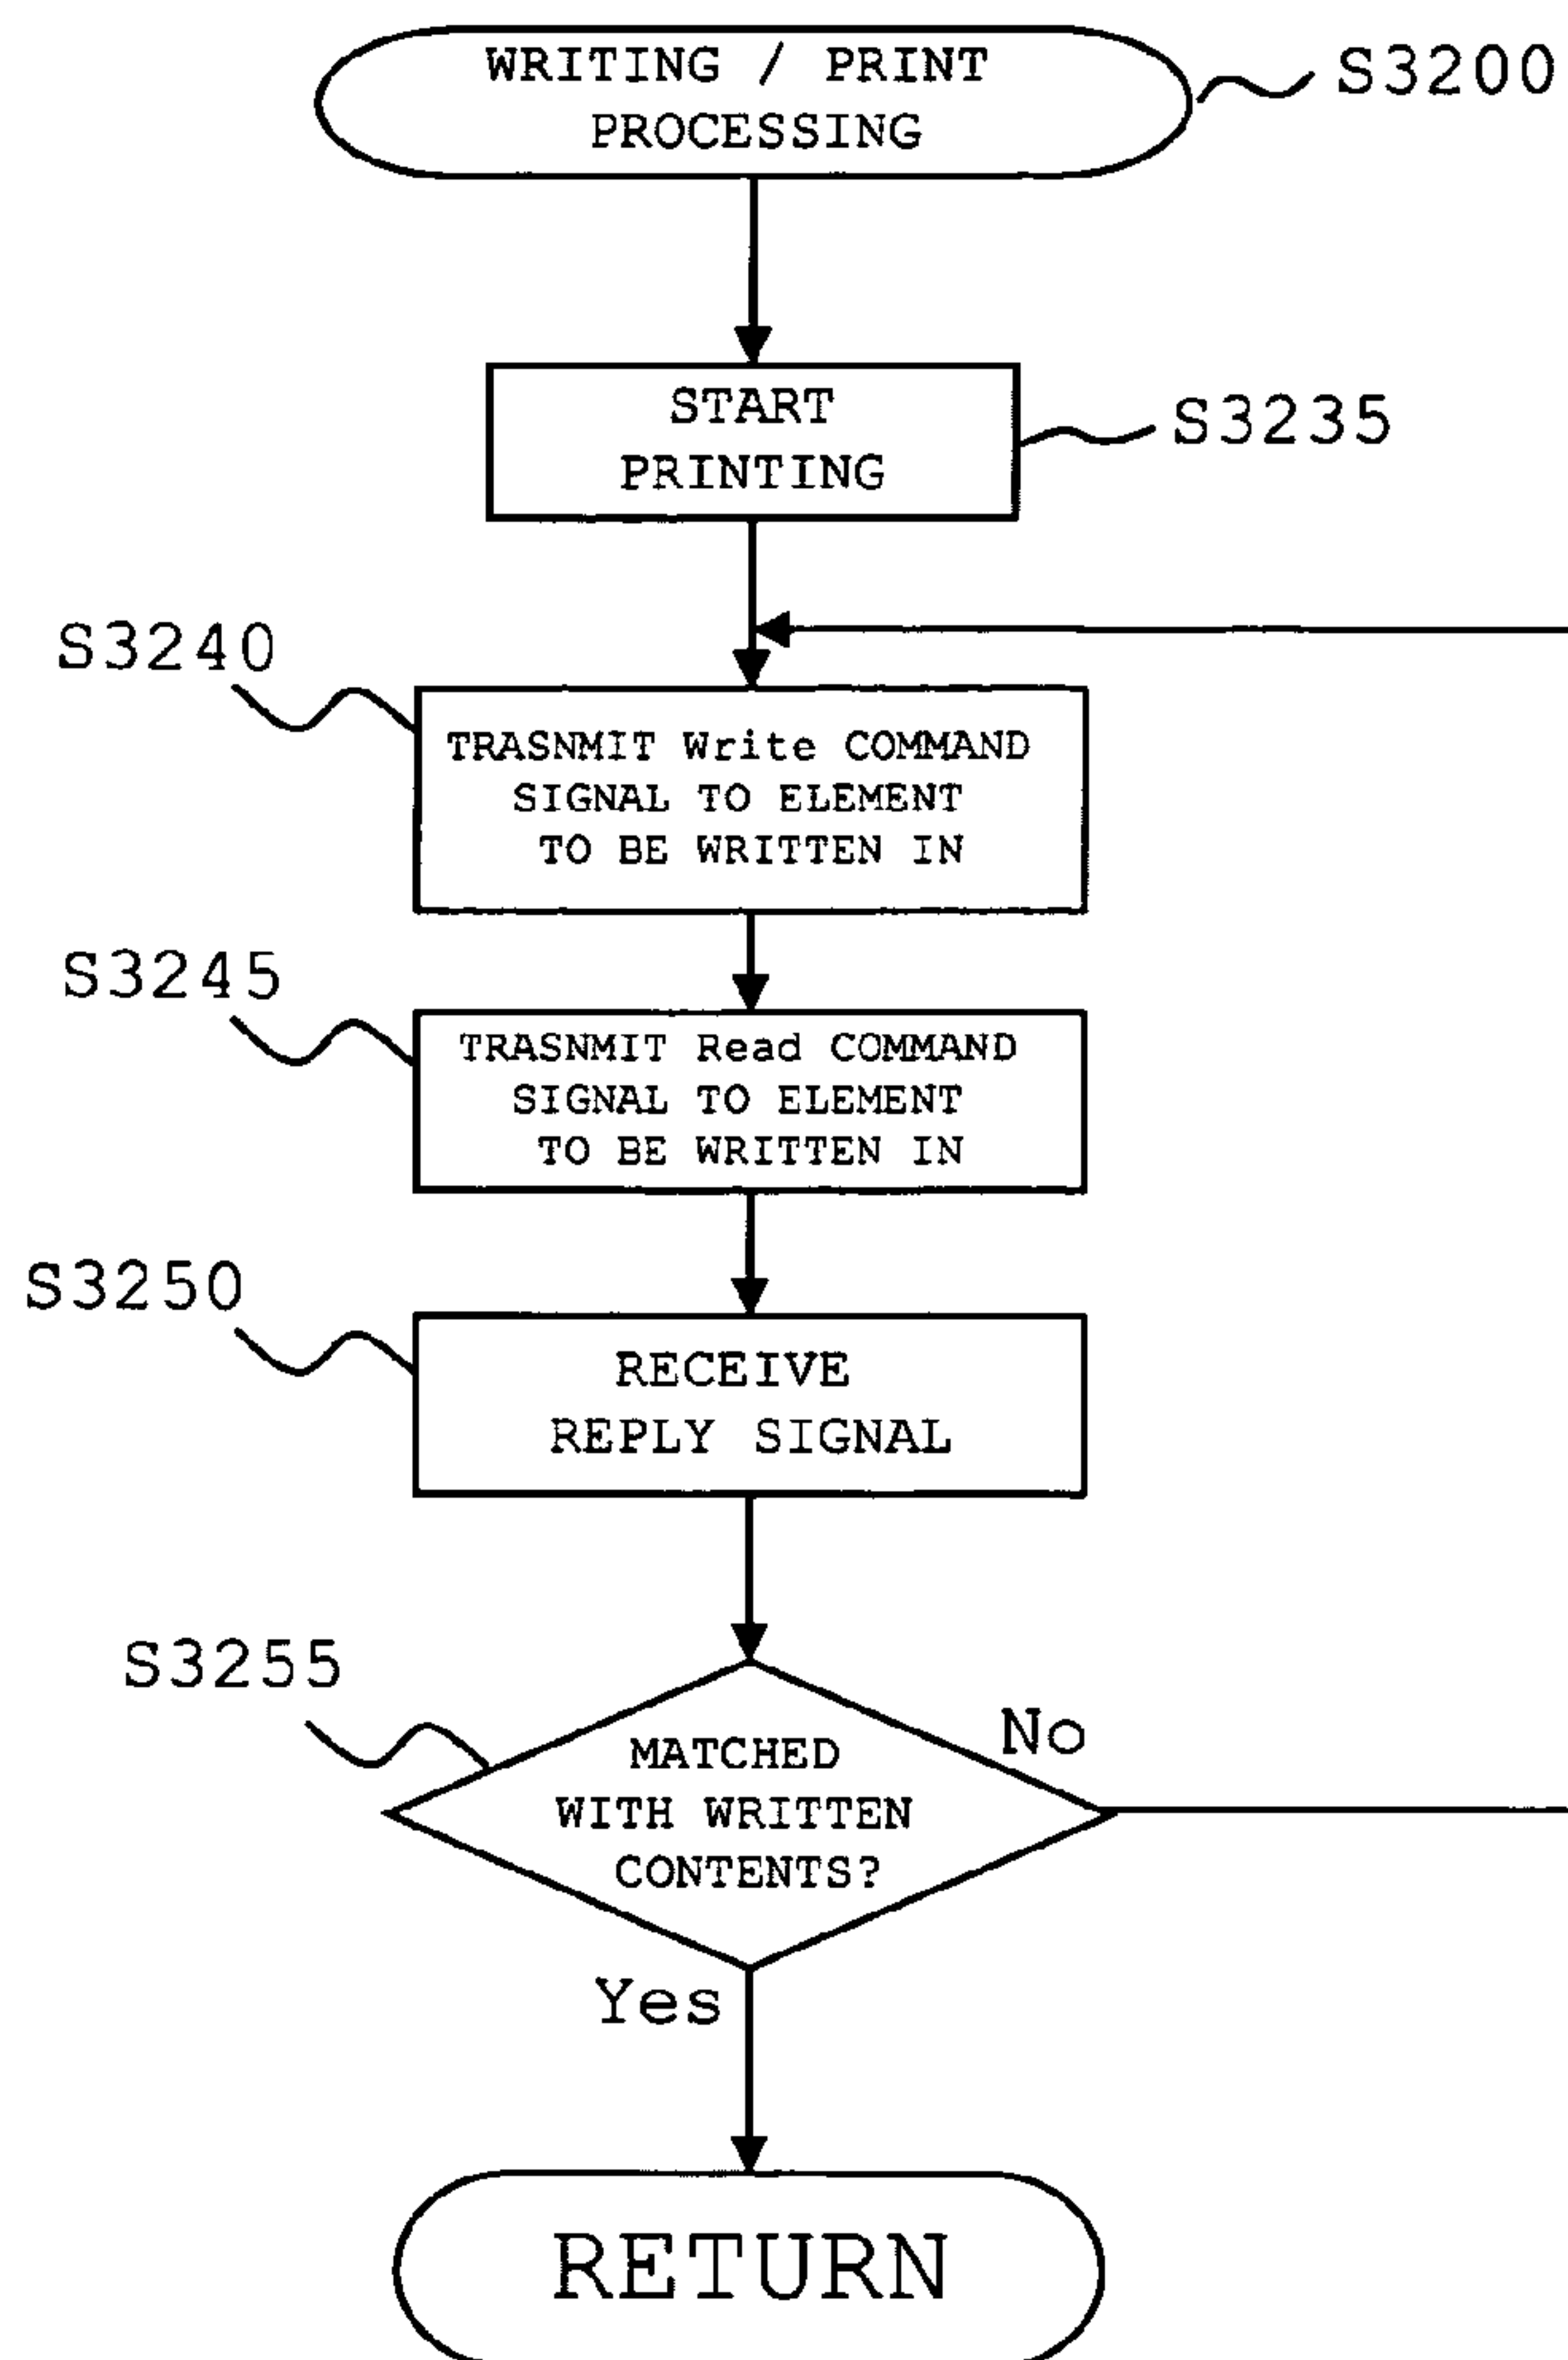 WRITING / PRINT
PROCESSING
S3200
START
PRINTING
S3235
S3240
TRASNMIT Write COMMAND
SIGNAL TO ELEMENT
TO BE WRITTEN IN
S3245
TRASNMIT Read COMMAND
SIGNAL TO ELEMENT
TO BE WRITTEN IN
S3250
RECEIVE
REPLY SIGNAL
S3255
MATCHED
WITH WRITTEN
CONTENTS?
No
Yes
RETURN